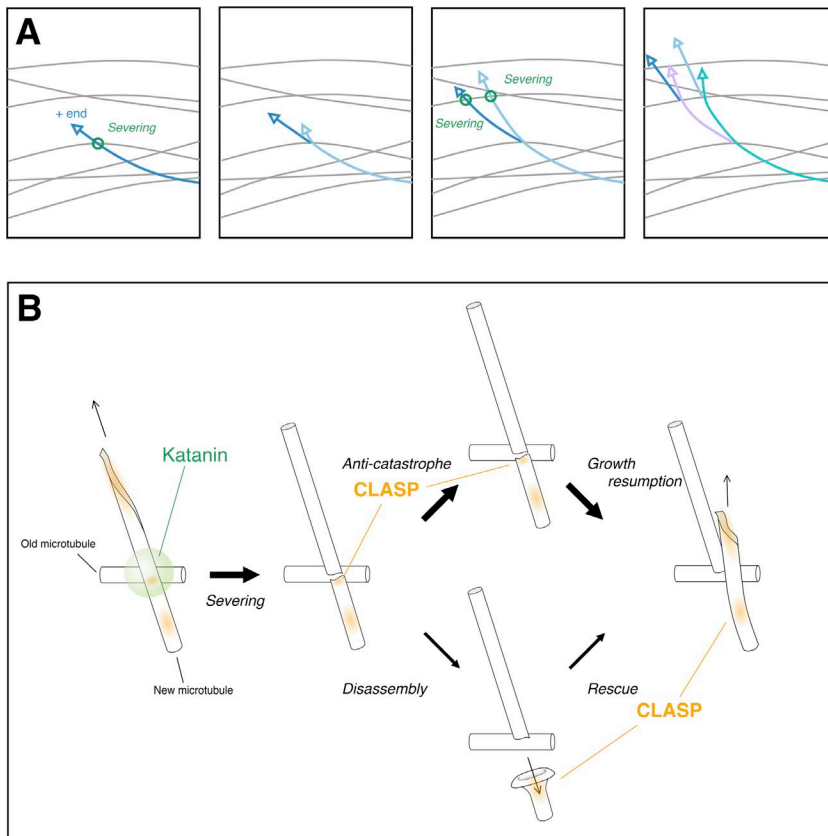 A
+ end
Severing
Severing
Severing
B
Katanin
Old microtubule
New microtubule
Severing
Anti-catastrophe
CLASP
Growth
resumption
Disassembly
Rescue
CLASP